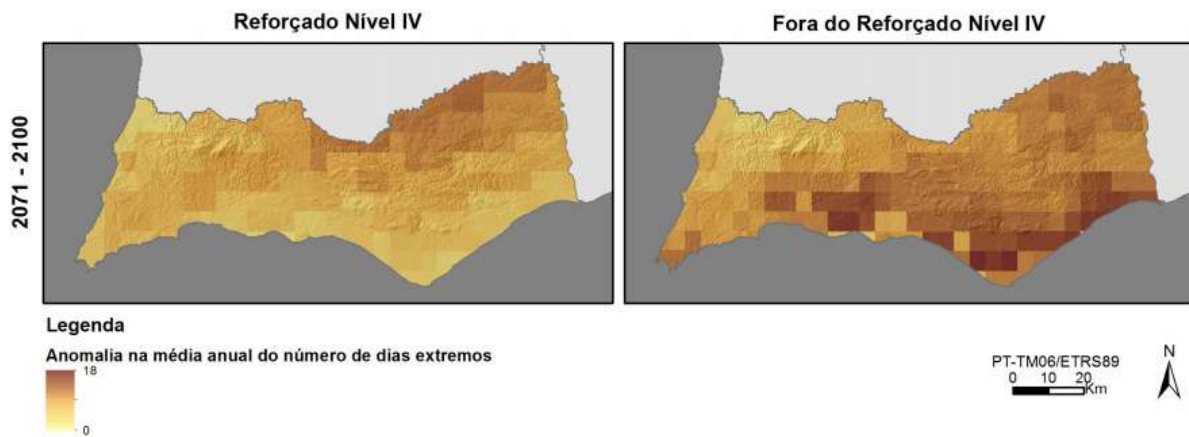 Reforçado Nível IV
Fora do Reforçado Nível IV
2071 - 2100
Legenda
Anomalia na média anual do número de dias extremos
18
0
PT-TM06/ETRS89
0 10 20
Km
N